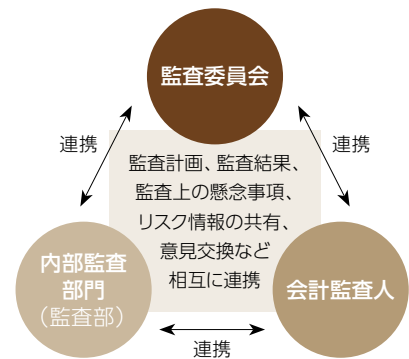 監査委員会
連携
連携
監査計画、監査結果、
監査上の懸念事項、
リスク情報の共有、
意見交換など
相互に連携
内部監査
部門
（監査部）
会計監査人
連携